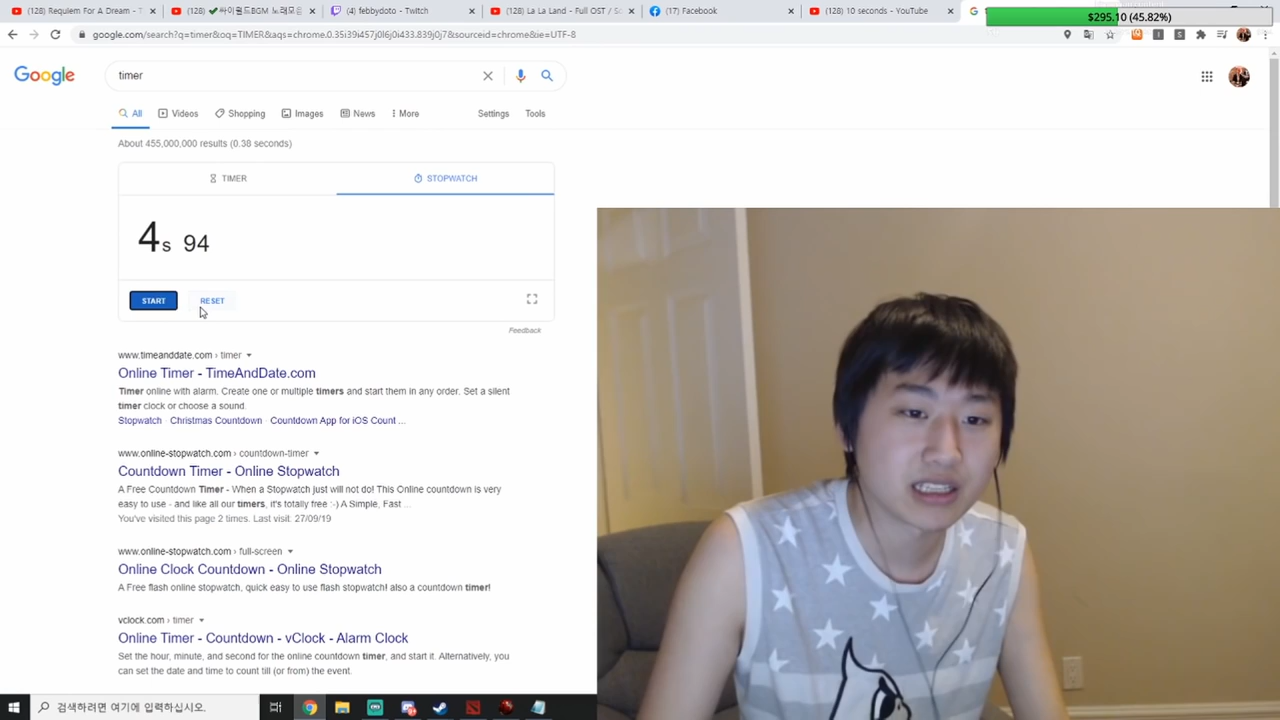 (128) Requiem For A Dream - T
(128) ✔싸이월드BGM 노래모음
(4) febbydoto - Twitch
(128) La La Land - Full OST / So
(17) Facebook
(128) 10 seconds - YouTube
$295.10 (45.82%)
google.com/search?q=timer&oq=TIMER&aqs=chrome.0.35i39i457j0l6j0i433.839j0j7&sourceid=chrome&ie=UTF-8
Google
timer
All
Videos
Shopping
Images
News
More
Settings
Tools
About 455,000,000 results (0.38 seconds)
TIMER
STOPWATCH
4s 94
START
RESET
Feedback
www.timeanddate.com › timer
Online Timer - TimeAndDate.com
Timer online with alarm. Create one or multiple timers and start them in any order. Set a silent
timer clock or choose a sound.
Stopwatch Christmas Countdown Countdown App for iOS Count ...
www.online-stopwatch.com › countdown-timer
Countdown Timer - Online Stopwatch
A Free Countdown Timer - When a Stopwatch just will not do! This Online countdown is very
easy to use - and like all our timers, it's totally free :-) A Simple, Fast ...
You've visited this page 2 times. Last visit: 27/09/19
www.online-stopwatch.com › full-screen
Online Clock Countdown - Online Stopwatch
A Free flash online stopwatch, quick easy to use flash stopwatch! also a countdown timer!
vclock.com › timer
Online Timer - Countdown - vClock - Alarm Clock
Set the hour, minute, and second for the online countdown timer, and start it. Alternatively, you
can set the date and time to count till (or from) the event.
검색하려면 여기에 입력하십시오.